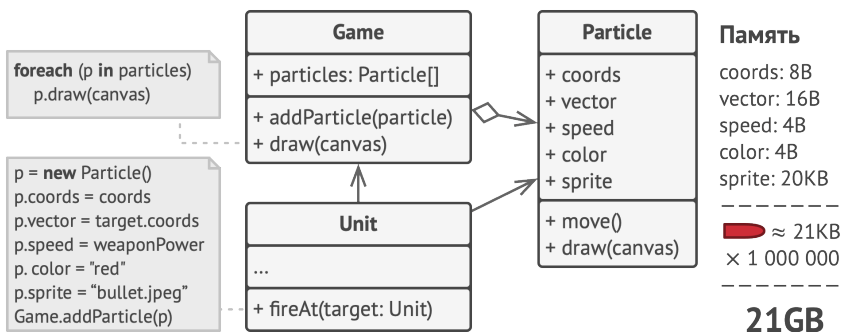 foreach (p in particles)
p.draw(canvas)
p = new Particle()
p.coords = coords
p.vector = target.coords
p.speed = weaponPower
p. color = "red"
p.sprite = “bullet.jpeg”
Game.addParticle(p)
Game
+ particles: Particle[]
+ addParticle(particle)
+ draw(canvas)
Unit
...
+ fireAt(target: Unit)
Particle
+ coords
+ vector
+ speed
+ color
+ sprite
+ move()
+ draw(canvas)
Память
coords: 8B
vector: 16B
speed: 4B
color: 4B
sprite: 20KB
≈ 21KB
× 1 000 000
21GB